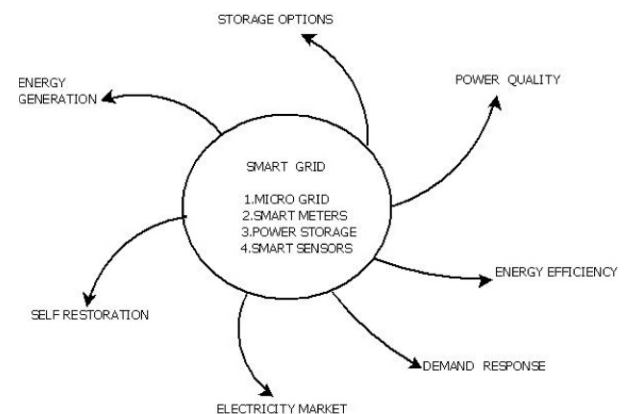 STORAGE OPTIONS
ENERGY
GENERATION
POWER QUALITY
SMART GRID
1.MICRO GRID
2.SMART METERS
3.POWER STORAGE
4.SMART SENSORS
ENERGY EFFICIENCY
SELF RESTORATION
DEMAND RESPONSE
ELECTRICITY MARKET